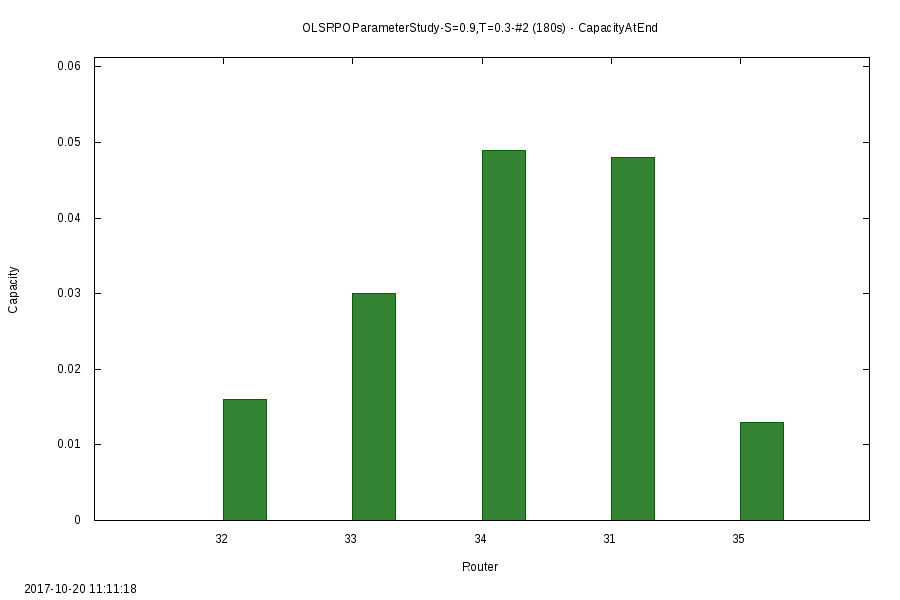 OLSRPOParameterStudy-S=0.9,T=0.3-#2 (180s) - CapacityAtEnd
0.06
0.05
0.04
0.03
0.02
0.01
0
Capacity
32 33 34 31 35
Router
2017-10-20 11:11:18